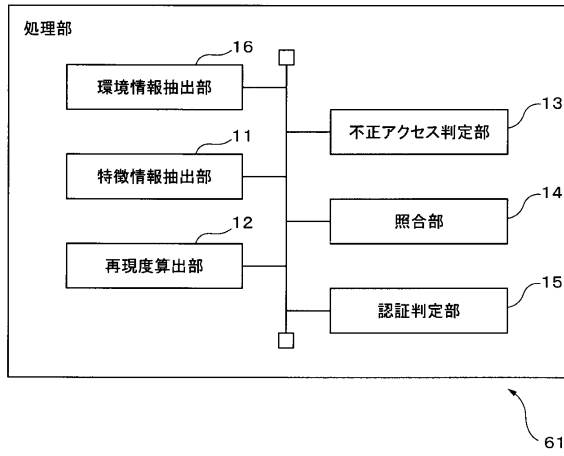 処理部
16
環境情報抽出部
13
不正アクセス判定部
11
特徴情報抽出部
14
照合部
12
再現度算出部
15
認証判定部
61